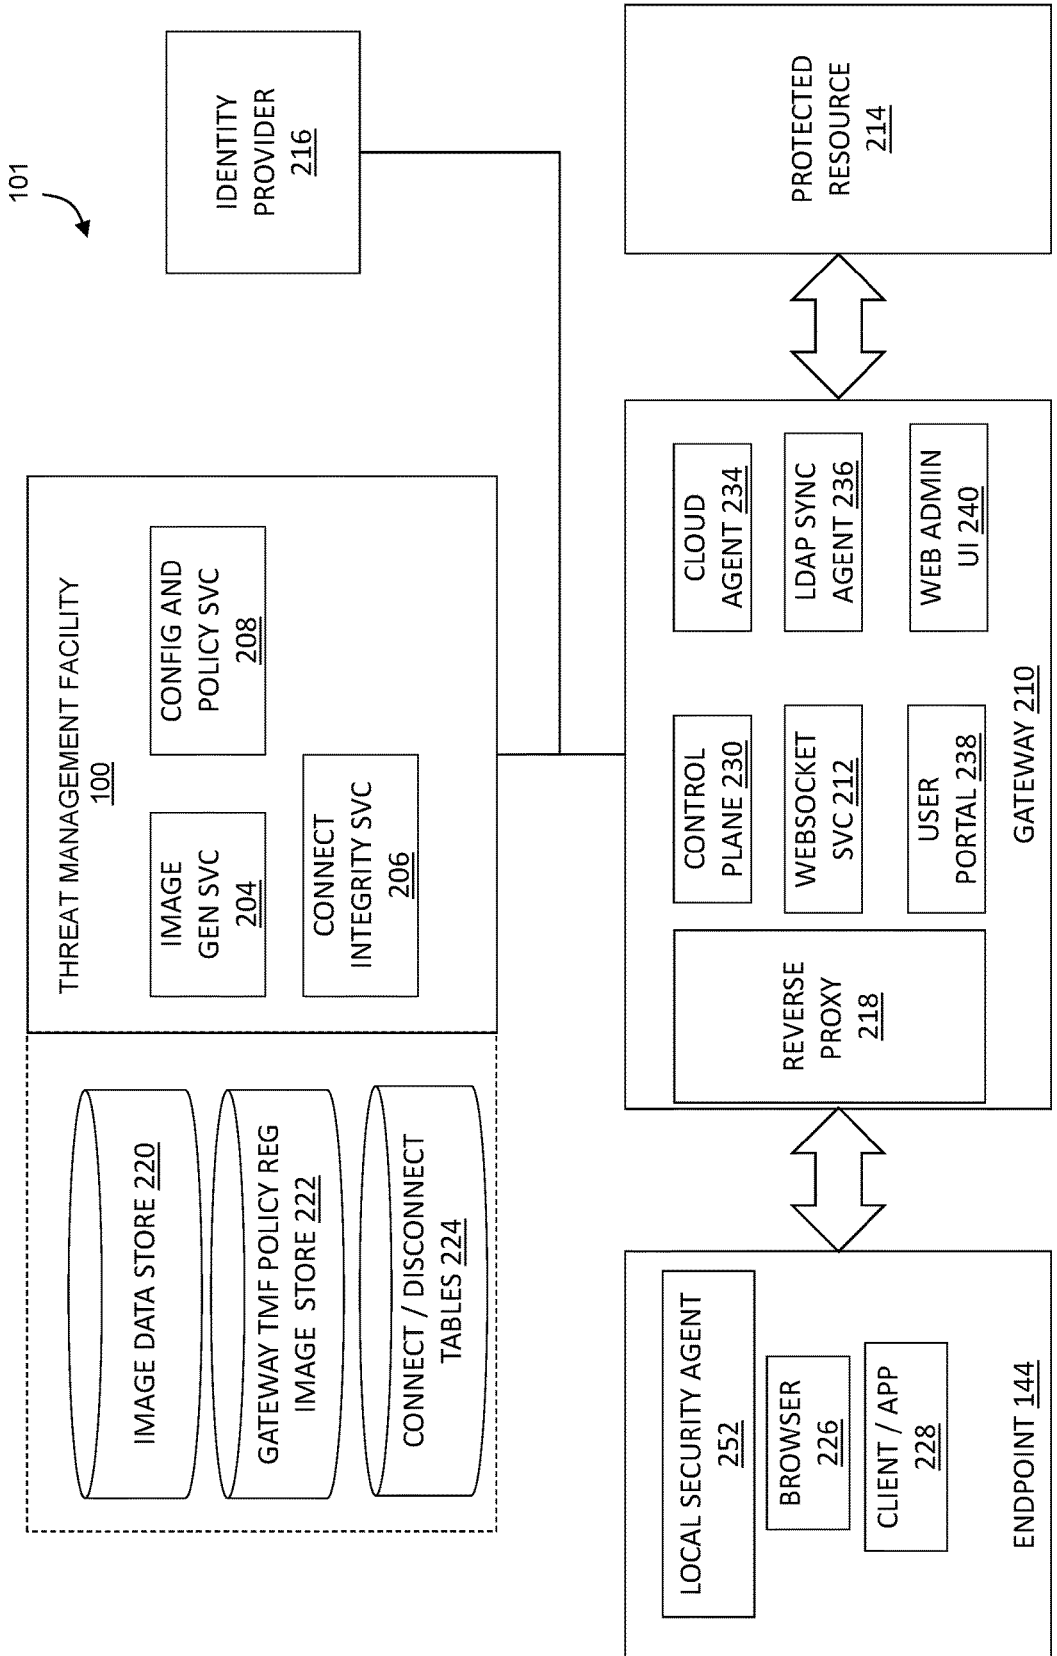 101
IMAGE DATA STORE 220
GATEWAY TMF POLICY REG
IMAGE STORE 222
CONNECT / DISCONNECT
TABLES 224
THREAT MANAGEMENT FACILITY
100
IMAGE
GEN SVC
204
CONFIG AND
POLICY SVC
208
CONNECT
INTEGRITY SVC
206
IDENTITY
PROVIDER
216
LOCAL SECURITY AGENT
252
BROWSER
226
CLIENT / APP
228
ENDPOINT 144
REVERSE
PROXY
218
CONTROL
PLANE 230
CLOUD
AGENT 234
WEBSOCKET
SVC 212
LDAP SYNC
AGENT 236
USER
PORTAL 238
WEB ADMIN
UI 240
GATEWAY 210
PROTECTED
RESOURCE
214